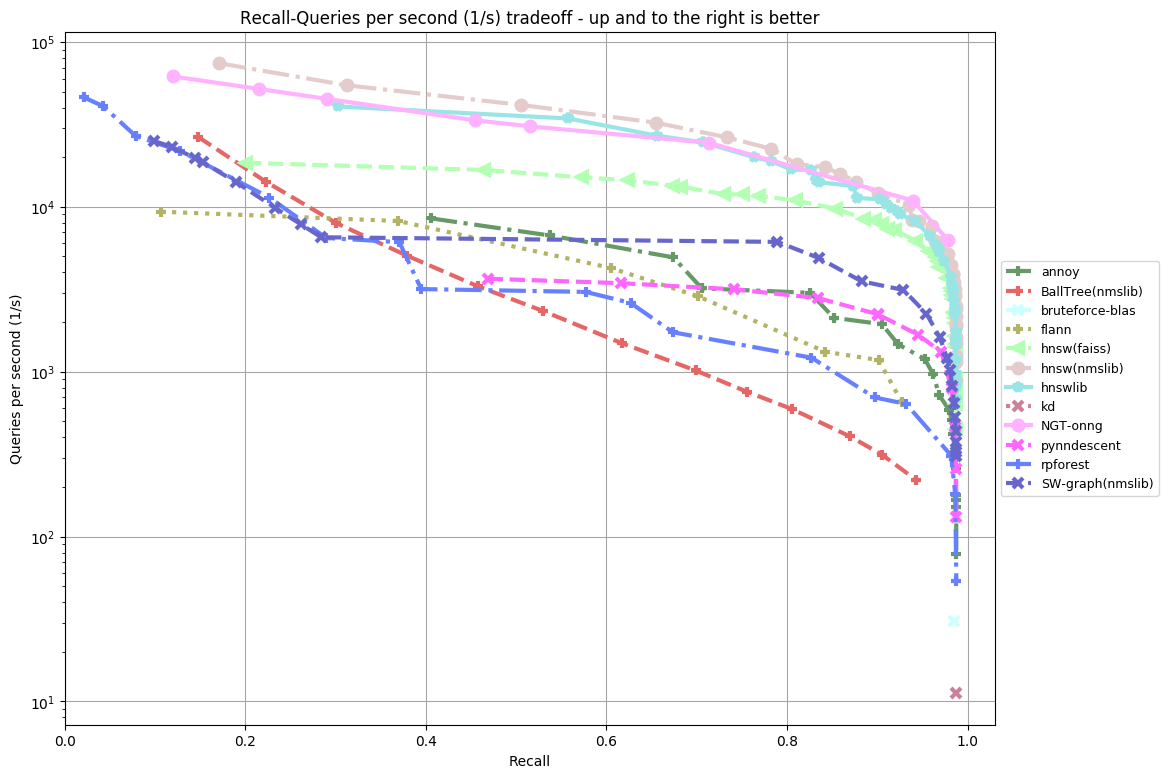 Recall-Queries per second (1/s) tradeoff - up and to the right is better
10^5
10^4
10^3
10^2
10^1
Queries per second (1/s)
0.0 0.2 0.4 0.6 0.8 1.0
Recall
annoy
BallTree(nmslib)
bruteforce-blas
flann
hnsw(faiss)
hnsw(nmslib)
hnswlib
kd
NGT-onng
pynndescent
rpforest
SW-graph(nmslib)